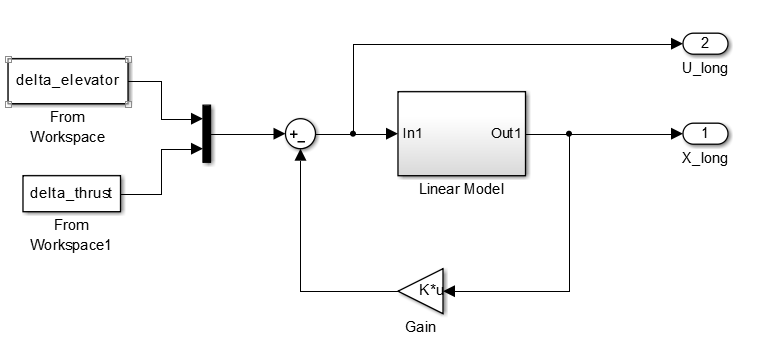 delta_elevator
From
Workspace
delta_thrust
From
Workspace1
+
−
In1
Out1
Linear Model
2
U_long
1
X_long
K*u
Gain